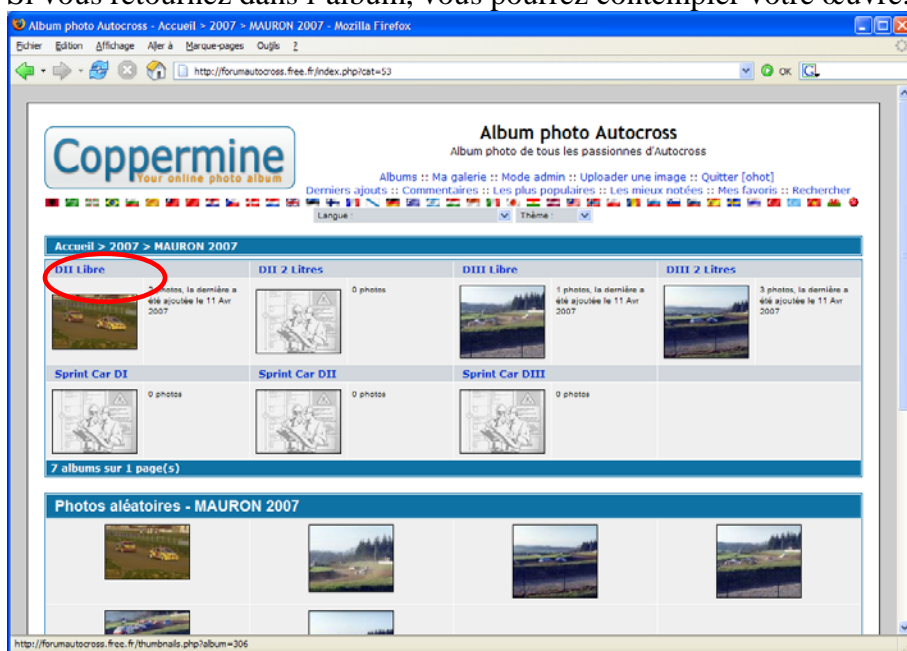 Si vous retournez dans l'album, vous pourrez contempler votre œuvre.
Album photo Autocross - Accueil > 2007 > MAURON 2007 - Mozilla Firefox
Fichier Edition Affichage Aller à Marque-pages Outils ?
http://forumautocross.free.fr/index.php?cat=53
OK
Coppermine
Your online photo album
Album photo Autocross
Album photo de tous les passionnes d'Autocross
Albums :: Ma galerie :: Mode admin :: Uploader une image :: Quitter [ohot]
Derniers ajouts :: Commentaires :: Les plus populaires :: Les mieux notées :: Mes favoris :: Rechercher
Langue : Thème :
Accueil > 2007 > MAURON 2007
DII Libre DII 2 Litres DIII Libre DIII 2 Litres
3 photos, la dernière a été ajoutée le 11 Avr 2007
0 photos
1 photos, la dernière a été ajoutée le 11 Avr 2007
3 photos, la dernière a été ajoutée le 11 Avr 2007
Sprint Car DI Sprint Car DII Sprint Car DIII
0 photos 0 photos 0 photos
7 albums sur 1 page(s)
Photos aléatoires - MAURON 2007
http://forumautocross.free.fr/thumbnails.php?album=306